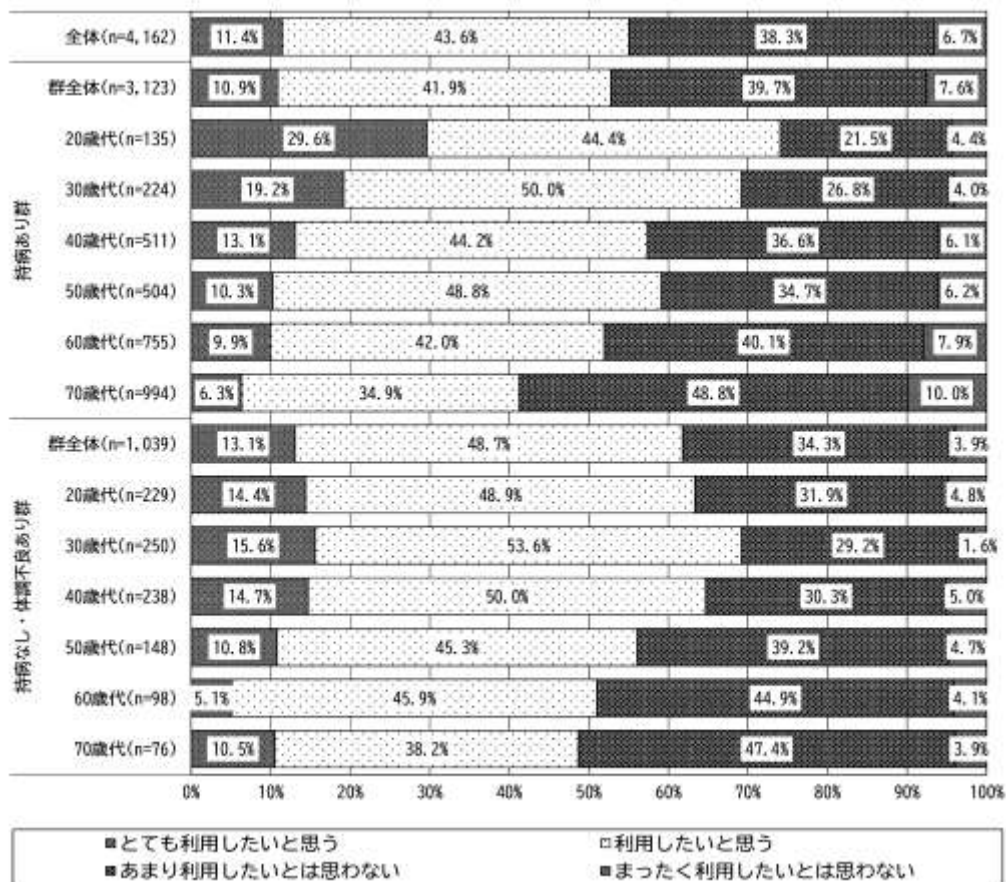 全体(n=4,162) 11.4% 43.6% 38.3% 6.7%
持病あり群
群全体(n=3,123) 10.9% 41.9% 39.7% 7.6%
20歳代(n=135) 29.6% 44.4% 21.5% 4.4%
30歳代(n=224) 19.2% 50.0% 26.8% 4.0%
40歳代(n=511) 13.1% 44.2% 36.6% 6.1%
50歳代(n=504) 10.3% 48.8% 34.7% 6.2%
60歳代(n=755) 9.9% 42.0% 40.1% 7.9%
70歳代(n=994) 6.3% 34.9% 48.8% 10.0%
持病なし・体調不良あり群
群全体(n=1,039) 13.1% 48.7% 34.3% 3.9%
20歳代(n=229) 14.4% 48.9% 31.9% 4.8%
30歳代(n=250) 15.6% 53.6% 29.2% 1.6%
40歳代(n=238) 14.7% 50.0% 30.3% 5.0%
50歳代(n=148) 10.8% 45.3% 39.2% 4.7%
60歳代(n=98) 5.1% 45.9% 44.9% 4.1%
70歳代(n=76) 10.5% 38.2% 47.4% 3.9%
0% 10% 20% 30% 40% 50% 60% 70% 80% 90% 100%
とても利用したいと思う 利用したいと思う
あまり利用したいとは思わない まったく利用したいとは思わない